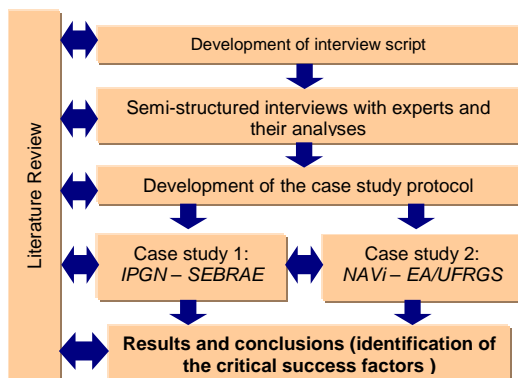 Literature Review
Development of interview script
Semi-structured interviews with experts and
their analyses
Development of the case study protocol
Case study 1:
IPGN – SEBRAE
Case study 2:
NAVi – EA/UFRGS
Results and conclusions (identification of
the critical success factors )